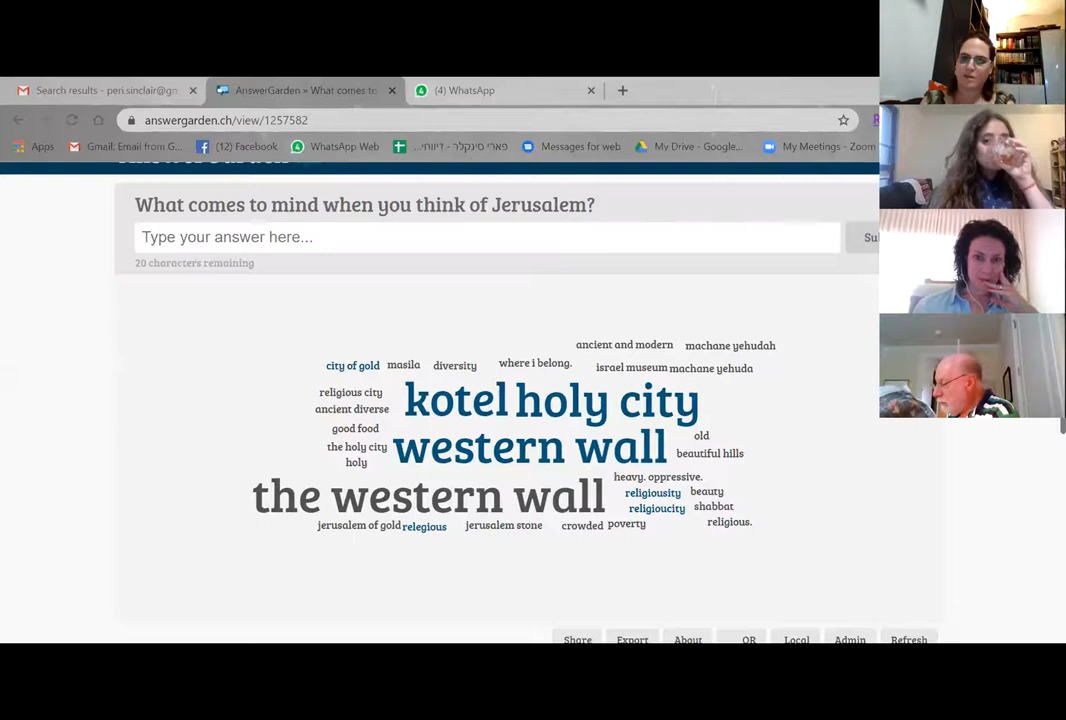 Search results - peri.sinclair@gm
AnswerGarden » What comes to
(4) WhatsApp
answergarden.ch/view/1257582
Apps
Gmail: Email from G...
(12) Facebook
WhatsApp Web
פארי סינקלר - דיווחי...
Messages for web
My Drive - Google...
My Meetings - Zoom
What comes to mind when you think of Jerusalem?
Type your answer here...
20 characters remaining
ancient and modern machane yehudah
city of gold masila diversity where i belong. israel museum machane yehuda
religious city
ancient diverse
kotel holy city
good food
the holy city
holy
western wall
old
beautiful hills
the western wall
heavy. oppressive.
religiousity beauty
religioucity shabbat
jerusalem of gold relegious jerusalem stone crowded poverty religious.
Share Export About QR Local Admin Refresh